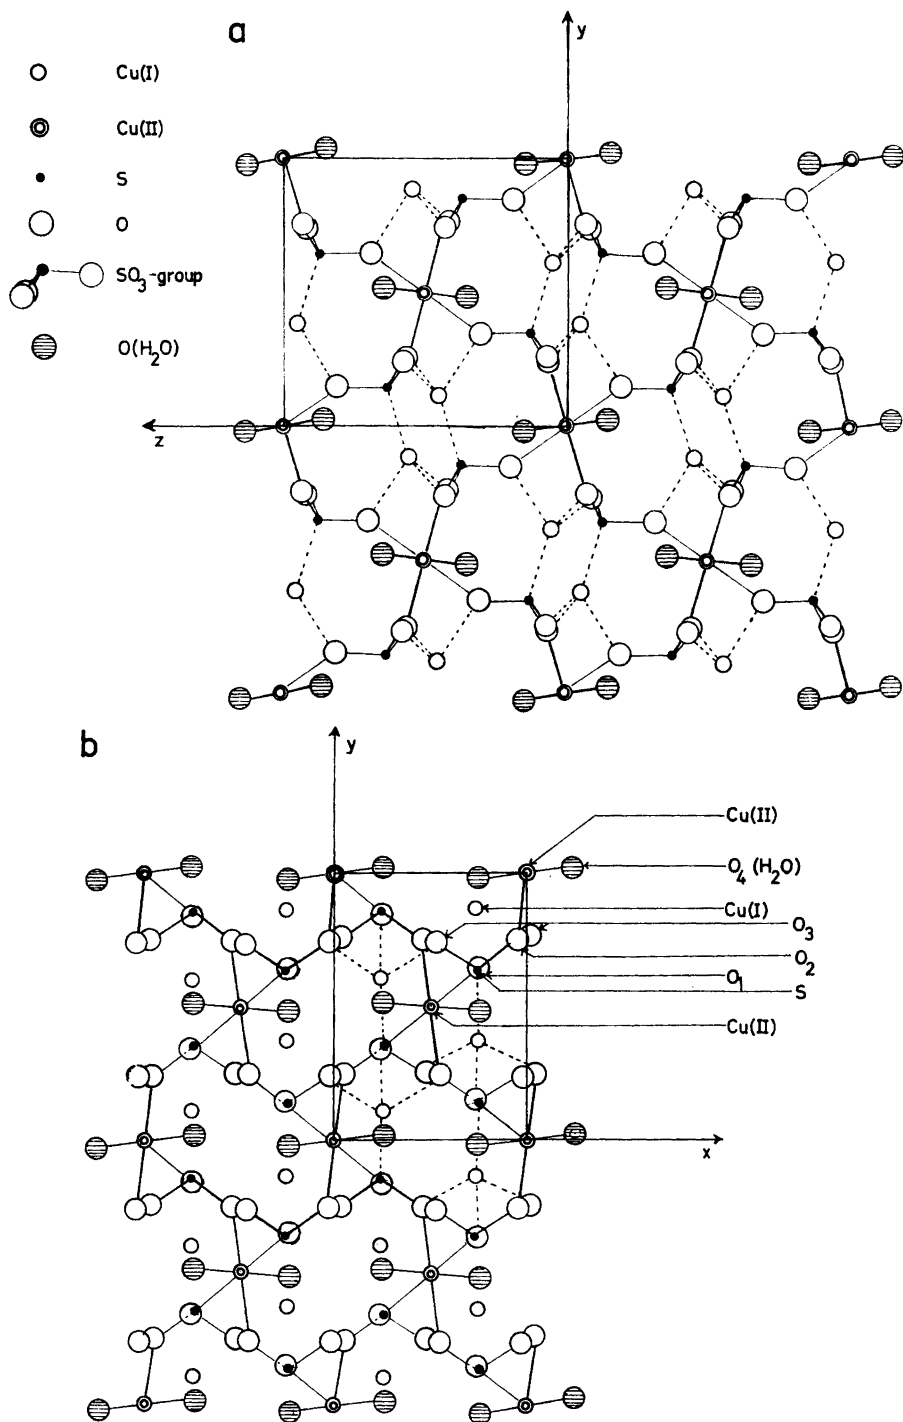 a
y
Cu(I)
Cu(II)
S
O
SO3-group
O(H2O)
z
b
y
Cu(II)
O4 (H2O)
Cu(I)
O3
O2
O1
S
Cu(II)
x